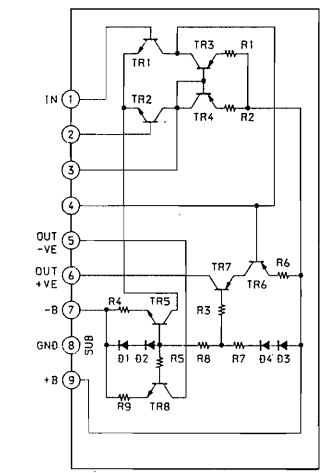 TR1
TR3
R1
IN 1
TR2
TR4
R2
2
3
4
OUT
-VE
5
OUT
+VE
6
TR7
TR6
R6
-B 7
R4
TR5
R3
GND 8
SUB
D1
D2
R5
R8
R7
D4
D3
+B 9
R9
TR8